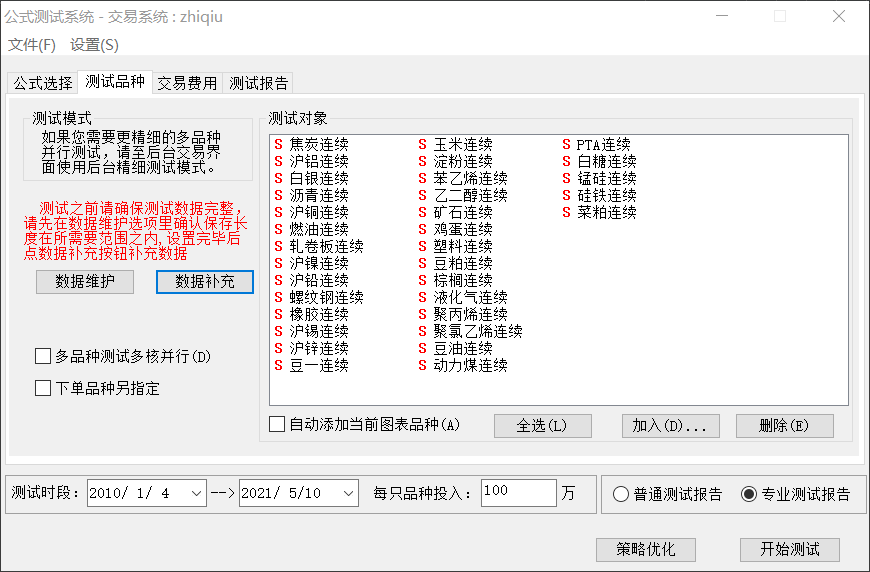 公式测试系统 - 交易系统 : zhiqiu
文件(F) 设置(S)
公式选择 测试品种 交易费用 测试报告
测试模式
如果您需要更精细的多品种
并行测试，请至后台交易界
面使用后台精细测试模式。
测试之前请确保测试数据完整，
请先在数据维护选项里确认保存长
度在所需要范围之内,设置完毕后
点数据补充按钮补充数据
数据维护 数据补充
多品种测试多核并行(D)
下单品种另指定
测试对象
S 焦炭连续
S 沪铝连续
S 白银连续
S 沥青连续
S 沪铜连续
S 燃油连续
S 轧卷板连续
S 沪镍连续
S 沪铅连续
S 螺纹钢连续
S 橡胶连续
S 沪锡连续
S 沪锌连续
S 豆一连续
S 玉米连续
S 淀粉连续
S 苯乙烯连续
S 乙二醇连续
S 矿石连续
S 鸡蛋连续
S 塑料连续
S 豆粕连续
S 棕榈连续
S 液化气连续
S 聚丙烯连续
S 聚氯乙烯连续
S 豆油连续
S 动力煤连续
S PTA连续
S 白糖连续
S 锰硅连续
S 硅铁连续
S 菜粕连续
自动添加当前图表品种(A) 全选(L) 加入(D)... 删除(E)
测试时段： 2010/ 1/ 4 --> 2021/ 5/10 每只品种投入： 100 万 普通测试报告 专业测试报告
策略优化 开始测试